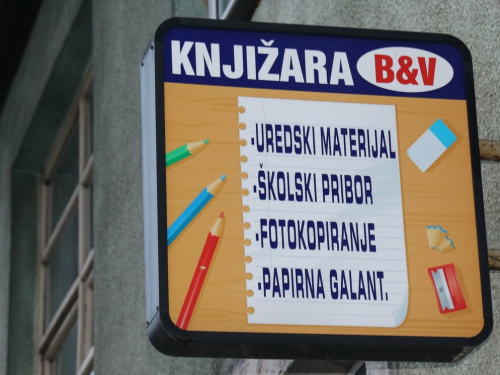 KNJIŽARA B&V
-UREDSKI MATERIJAL
-ŠKOLSKI PRIBOR
-FOTOKOPIRANJE
-PAPIRNA GALANT.